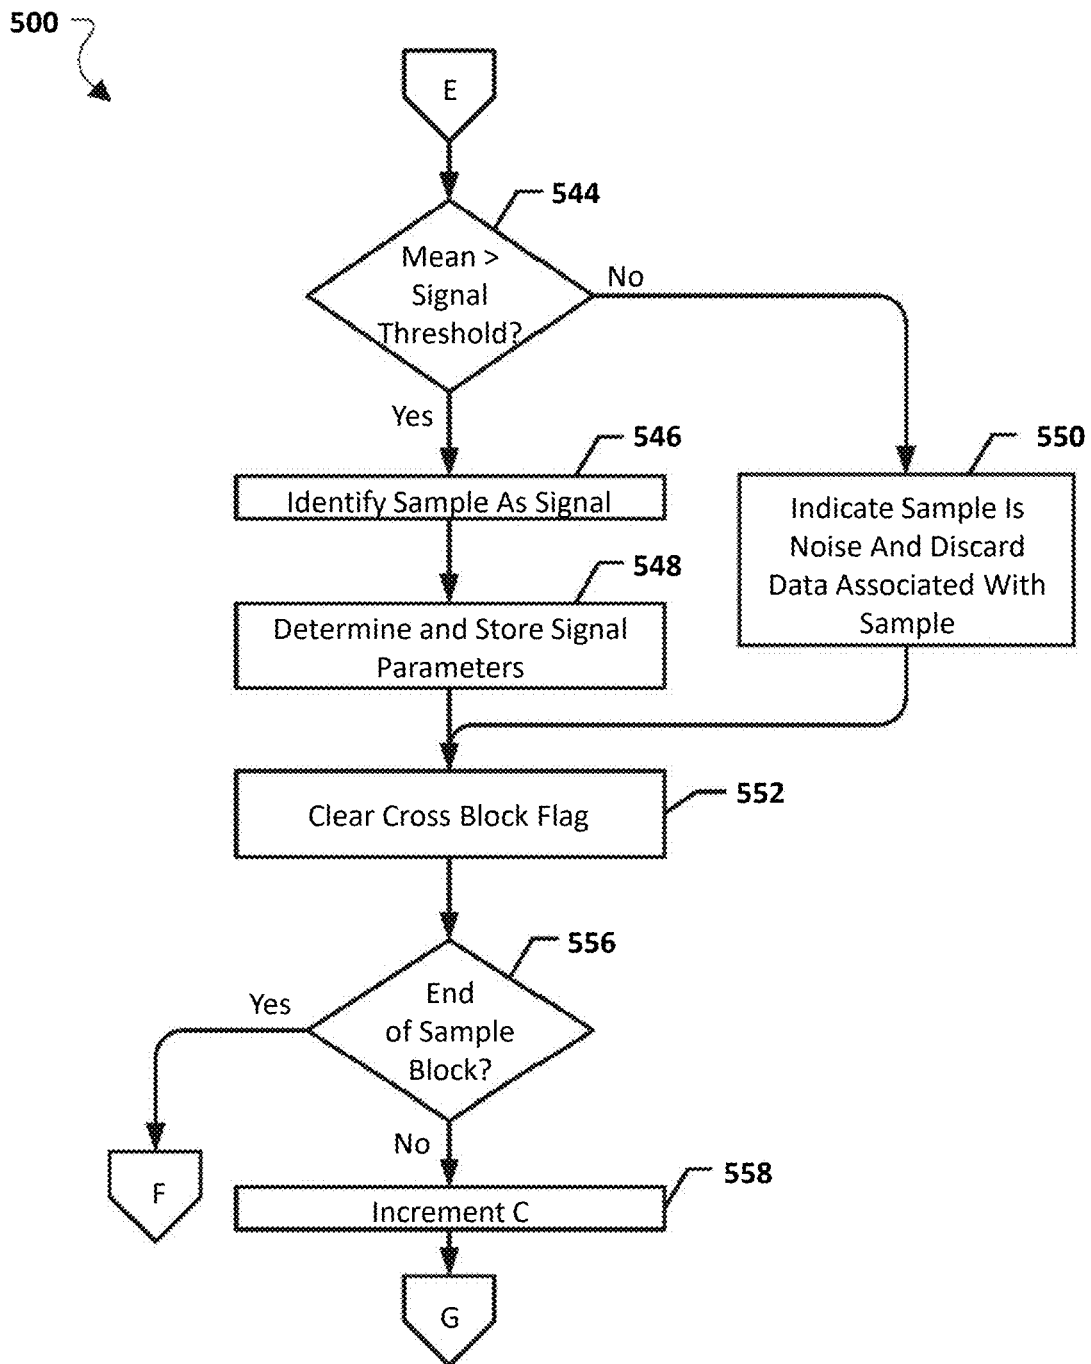 500
E
544
Mean >
Signal
Threshold?
No
Yes
546
Identify Sample As Signal
550
Indicate Sample Is
Noise And Discard
Data Associated With
Sample
548
Determine and Store Signal
Parameters
552
Clear Cross Block Flag
556
End
of Sample
Block?
Yes
No
F
558
Increment C
G